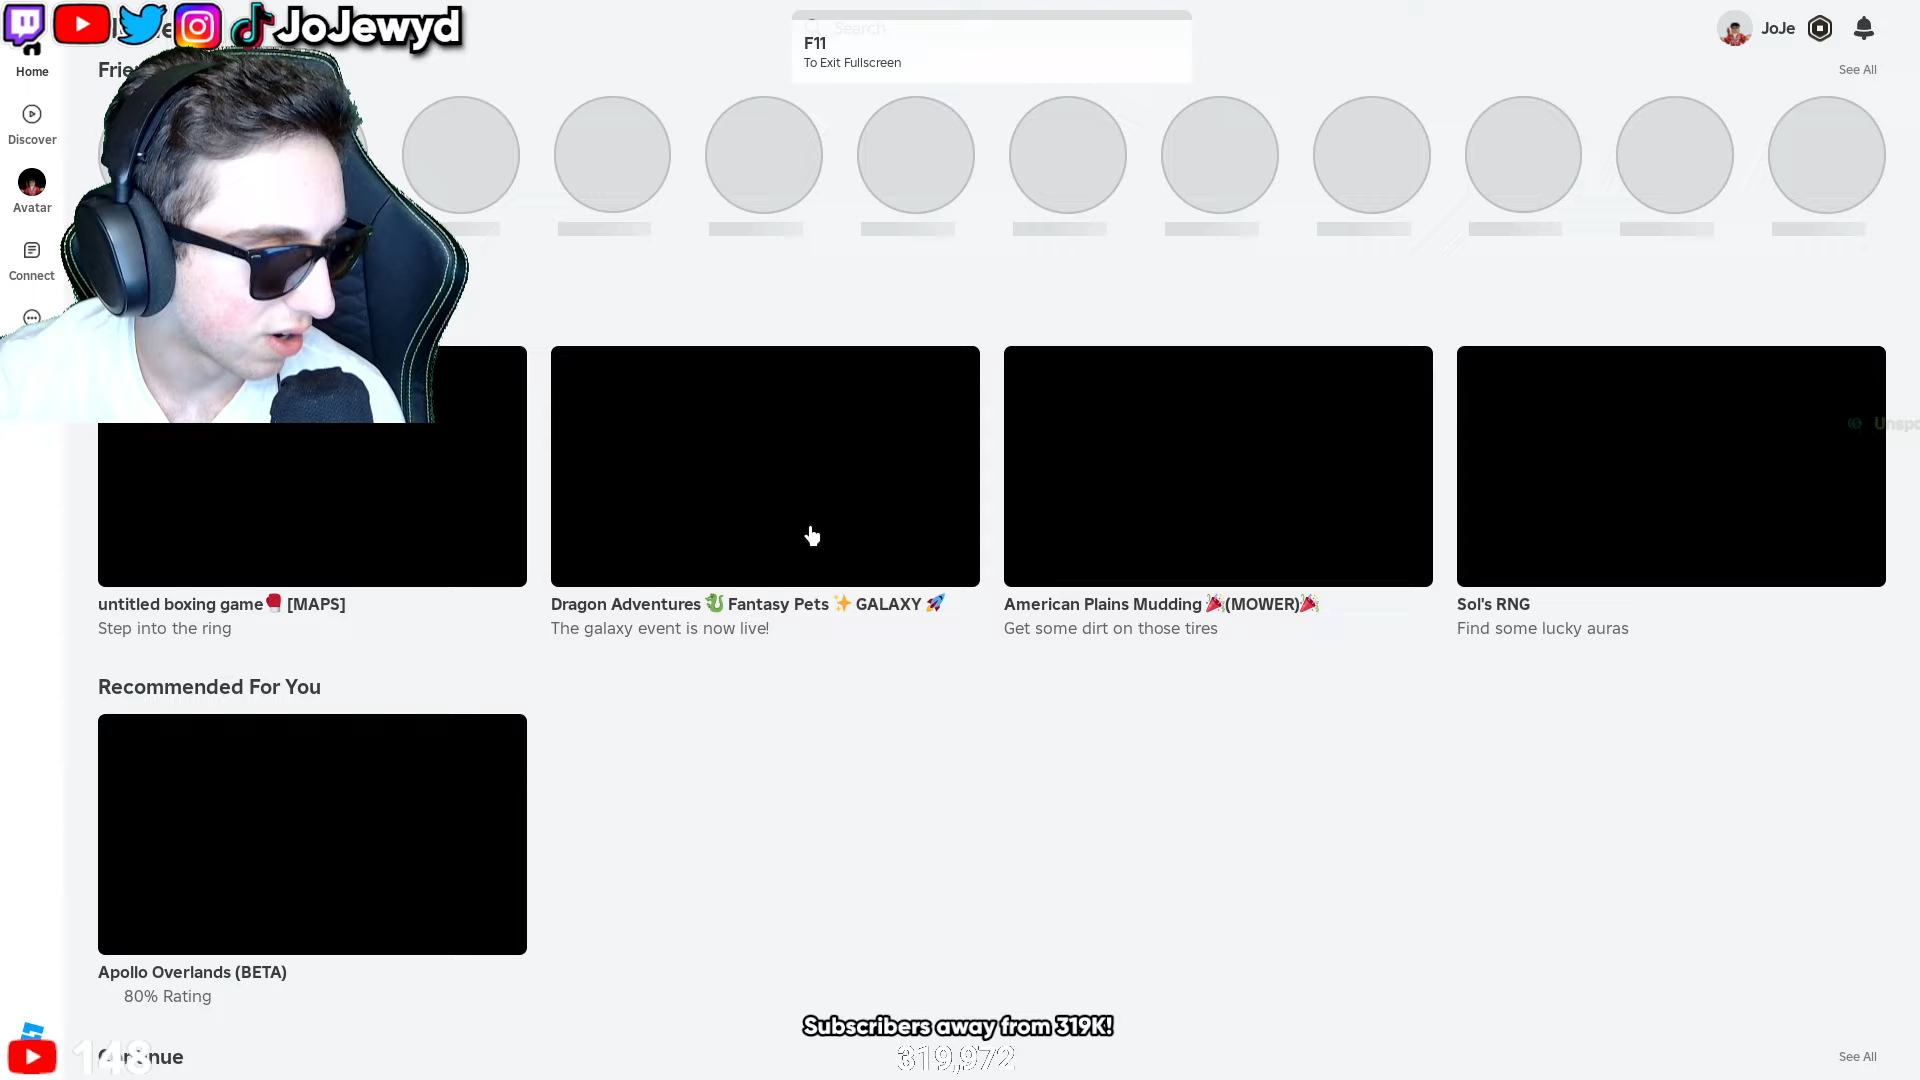 JoJewyd
Search
F11
To Exit Fullscreen
JoJe
Home
See All
Discover
Avatar
Connect
untitled boxing game🥊 [MAPS]
Step into the ring
Dragon Adventures 🐉 Fantasy Pets ✨ GALAXY 🚀
The galaxy event is now live!
American Plains Mudding 🎉(MOWER)🎉
Get some dirt on those tires
Sol's RNG
Find some lucky auras
Recommended For You
Apollo Overlands (BETA)
80% Rating
Subscribers away from 319K!
319,972
148
See All